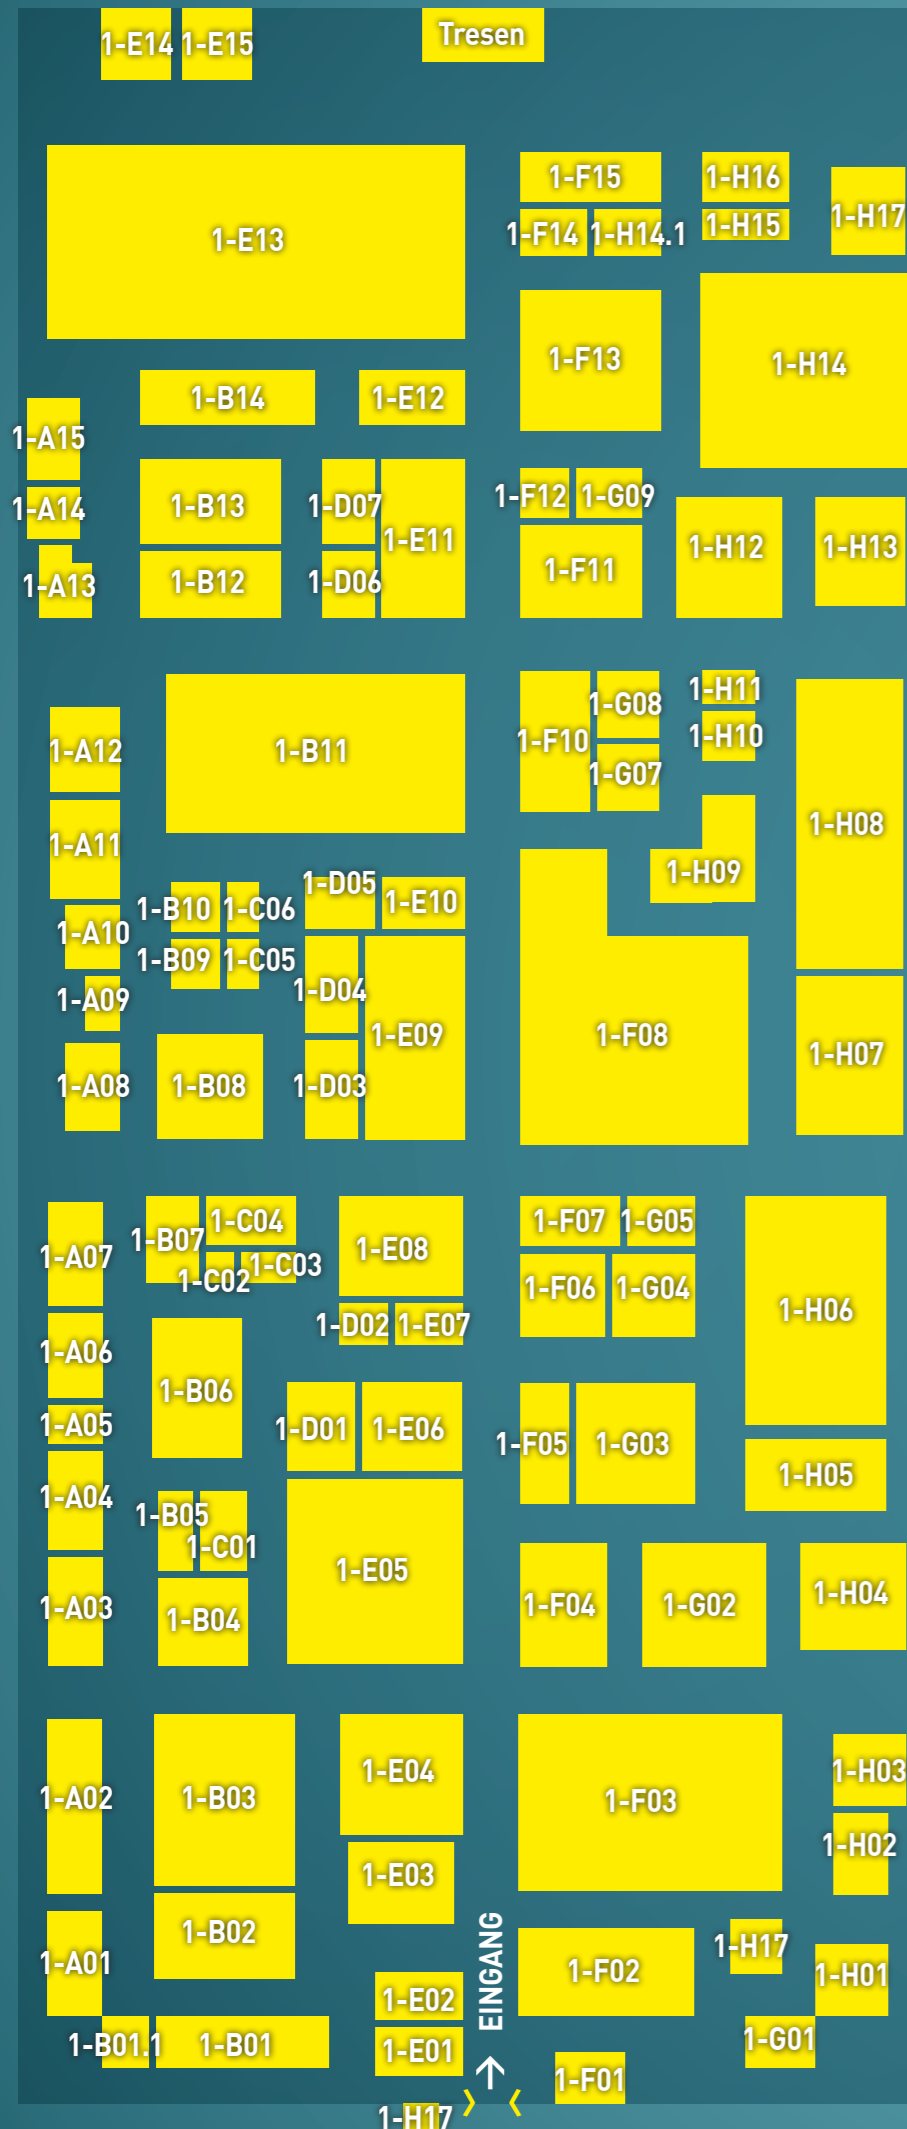 1-E14 1-E15 Tresen
1-F15 1-H16
1-H17
1-F14 1-H14.1 1-H15
1-E13
1-F13 1-H14
1-B14 1-E12
1-A15
1-F12 1-G09
1-A14 1-B13 1-D07
1-E11 1-H12 1-H13
1-A13 1-B12 1-D06 1-F11
1-H11
1-G08
1-A12 1-B11 1-F10 1-H10
1-G07
1-A11 1-H08
1-D05 1-H09
1-B10 1-C06 1-E10
1-A10
1-B09 1-C05
1-A09 1-D04
1-E09 1-F08 1-H07
1-A08 1-B08 1-D03
1-B07 1-C04 1-F07 1-G05
1-A07 1-C02 1-C03 1-E08
1-F06 1-G04 1-H06
1-A06 1-D02 1-E07
1-B06
1-A05 1-D01 1-E06 1-F05 1-G03
1-H05
1-A04 1-B05
1-C01
1-E05
1-A03 1-B04 1-F04 1-G02 1-H04
1-E04 1-H03
1-A02 1-B03 1-F03
1-E03 1-H02
1-B02 1-H17
1-A01 1-F02 1-H01
EINGANG
1-E02
1-B01.1 1-B01 1-E01 1-G01
1-F01
1-H17